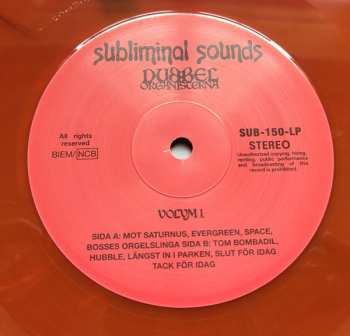 subliminal sounds
DUBBEL
ORGANISTERNA
All rights
reserved
BIEM/NCB
SUB-150-LP
STEREO
Unauthorized copying, hiring,
renting, public performance
and broadcasting of this
record is prohibited.
VOLYM 1
SIDA A: MOT SATURNUS, EVERGREEN, SPACE,
BOSSES ORGELSLINGA SIDA B: TOM BOMBADIL,
HUBBLE, LÄNGST IN I PARKEN, SLUT FÖR IDAG
TACK FÖR IDAG